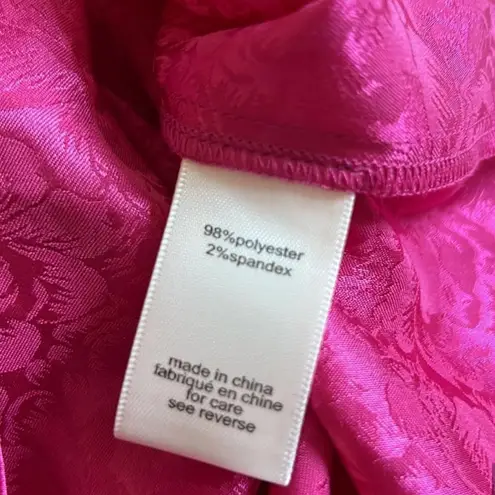 98%polyester
2%spandex
made in china
fabriqué en chine
for care
see reverse